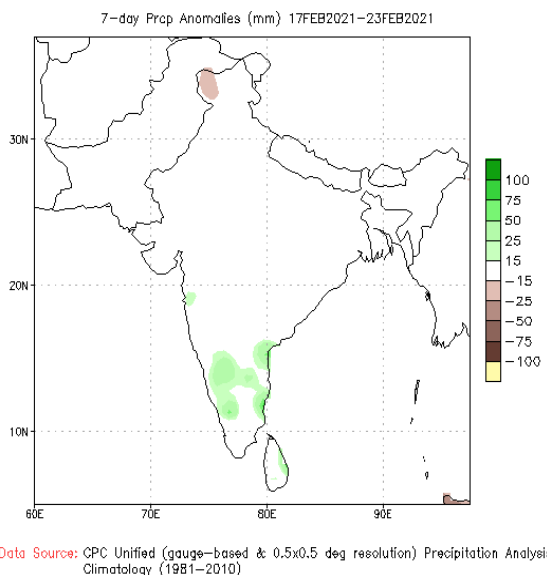 7-day Prcp Anomalies (mm) 17FEB2021-23FEB2021
30N
20N
10N
60E 70E 80E 90E
100
75
50
25
15
-15
-25
-50
-75
-100
Data Source: CPC Unified (gauge-based & 0.5x0.5 deg resolution) Precipitation Analysis
Climatology (1981-2010)